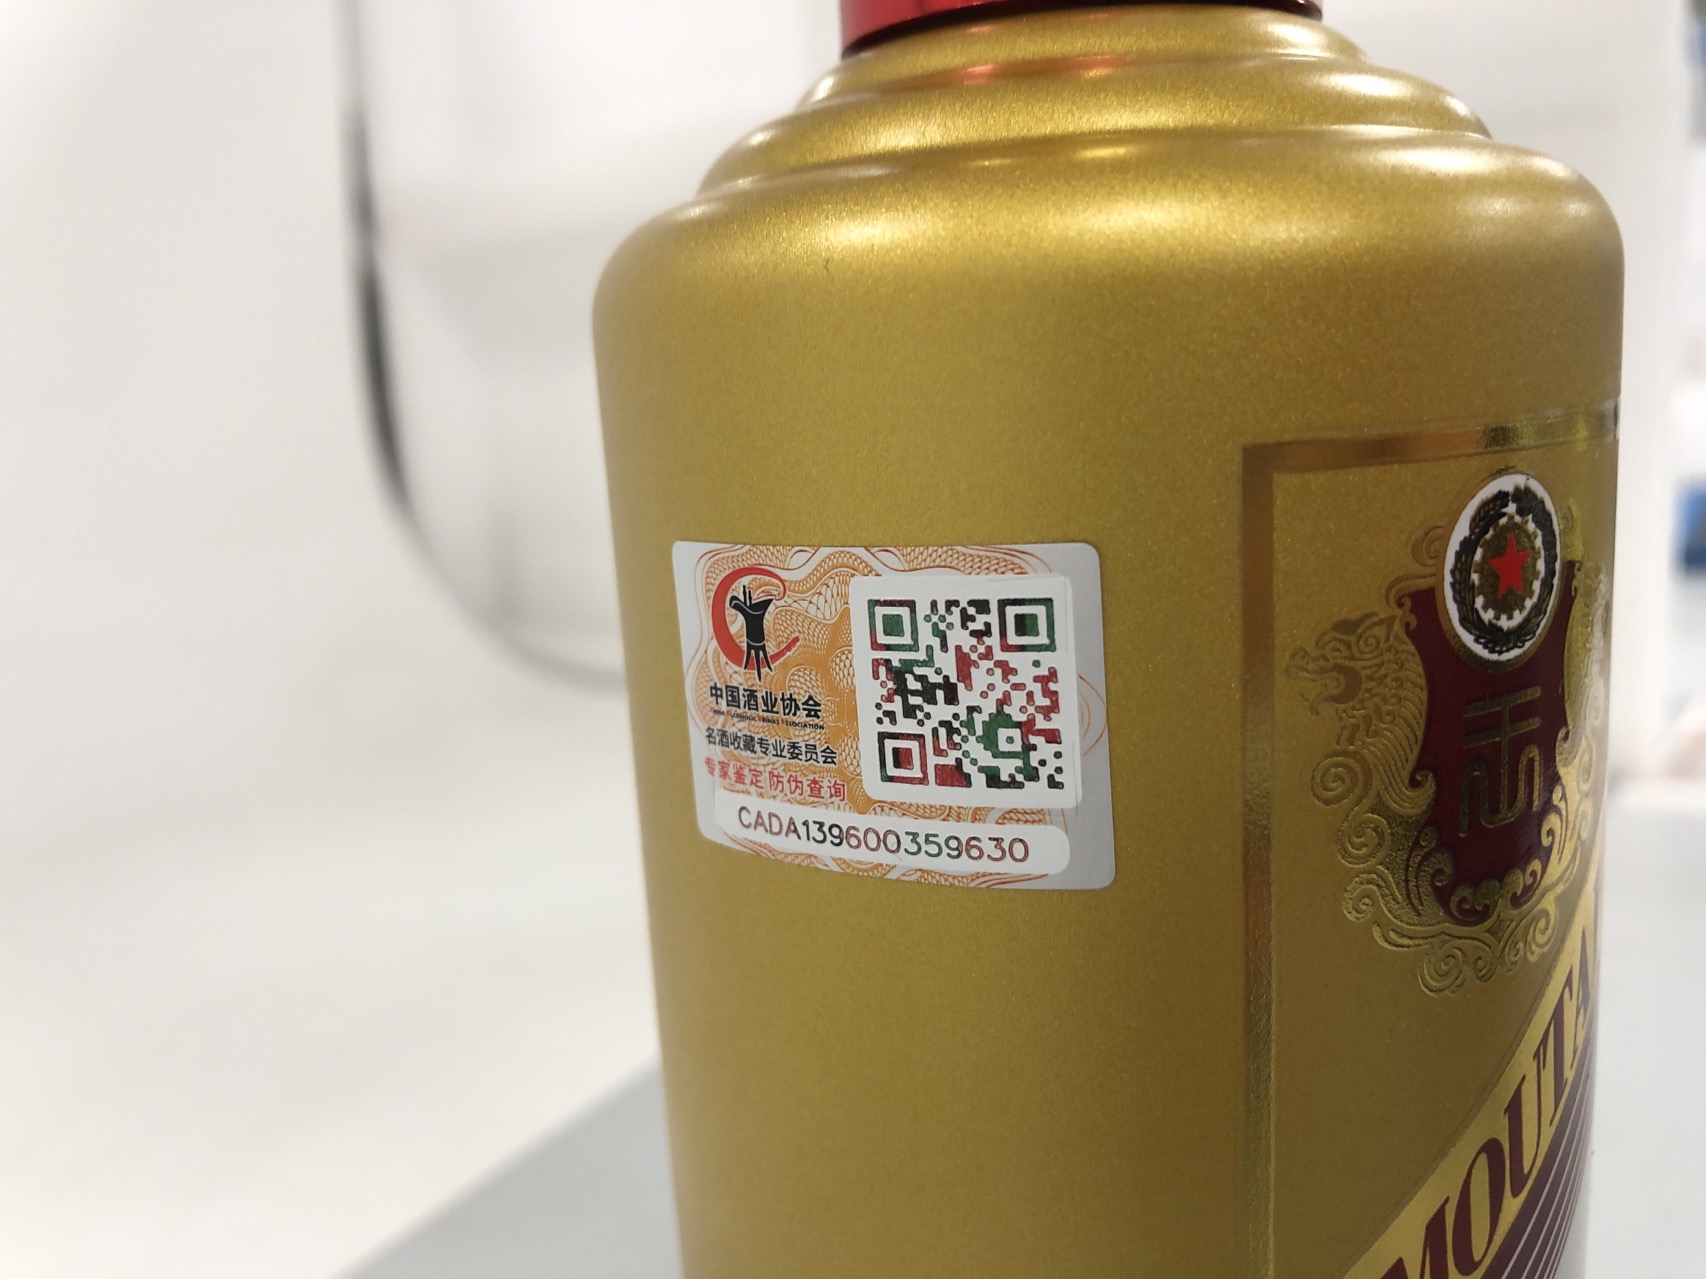 中国酒业协会
名酒收藏专业委员会
专家鉴定 防伪查询
CADA139600359630
MOUTA